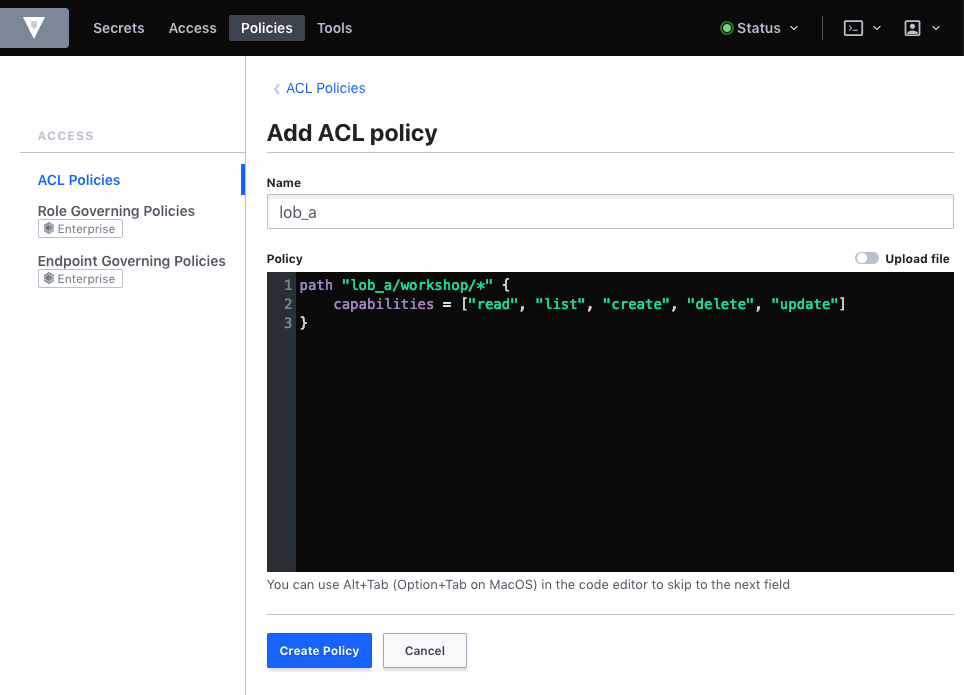 Secrets Access Policies Tools Status
ACL Policies
ACCESS
Add ACL policy
ACL Policies
Name
Role Governing Policies
lob_a
Enterprise
Endpoint Governing Policies
Policy Upload file
Enterprise
1 path "lob_a/workshop/*" {
2 capabilities = ["read", "list", "create", "delete", "update"]
3 }
You can use Alt+Tab (Option+Tab on MacOS) in the code editor to skip to the next field
Create Policy Cancel